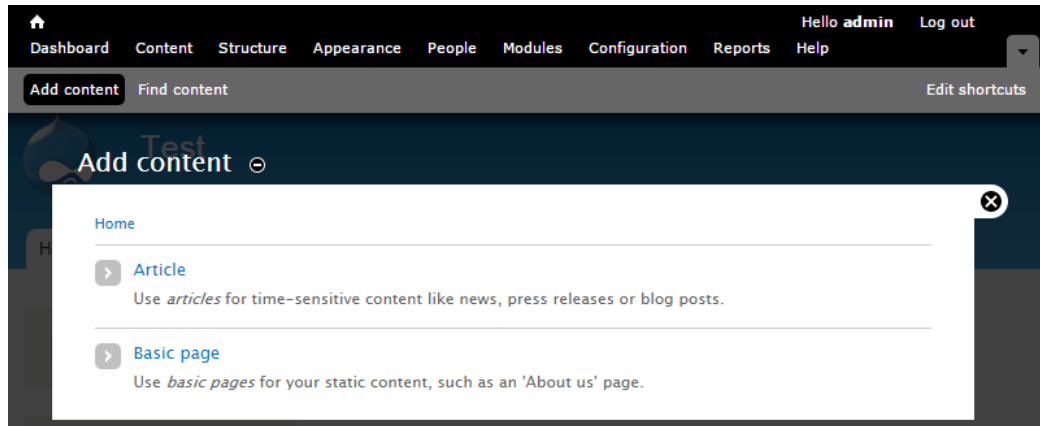 Hello admin Log out
Dashboard Content Structure Appearance People Modules Configuration Reports Help
Add content Find content Edit shortcuts
Test
Add content
Home
Article
Use articles for time-sensitive content like news, press releases or blog posts.
Basic page
Use basic pages for your static content, such as an 'About us' page.